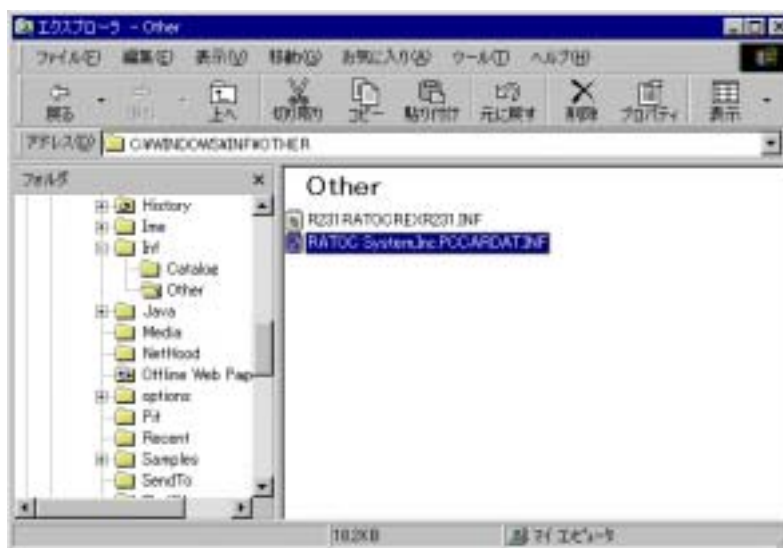 エクスプローラ - Other
ファイル(F) 編集(E) 表示(V) 移動(G) お気に入り(A) ツール(T) ヘルプ(H)
戻る 上へ 切り取り コピー 貼り付け 元に戻す 削除 プロパティ 表示
アドレス(D) C:¥WINDOWS¥INF¥OTHER
フォルダ
Other
History
Ime
Inf
Catalog
Other
Java
Media
NetHood
Offline Web Pag
options
Pif
Recent
Samples
SendTo
R231RATOCREXR231.INF
RATOC System,Inc.PCCARDAT.INF
マイ コンピュータ